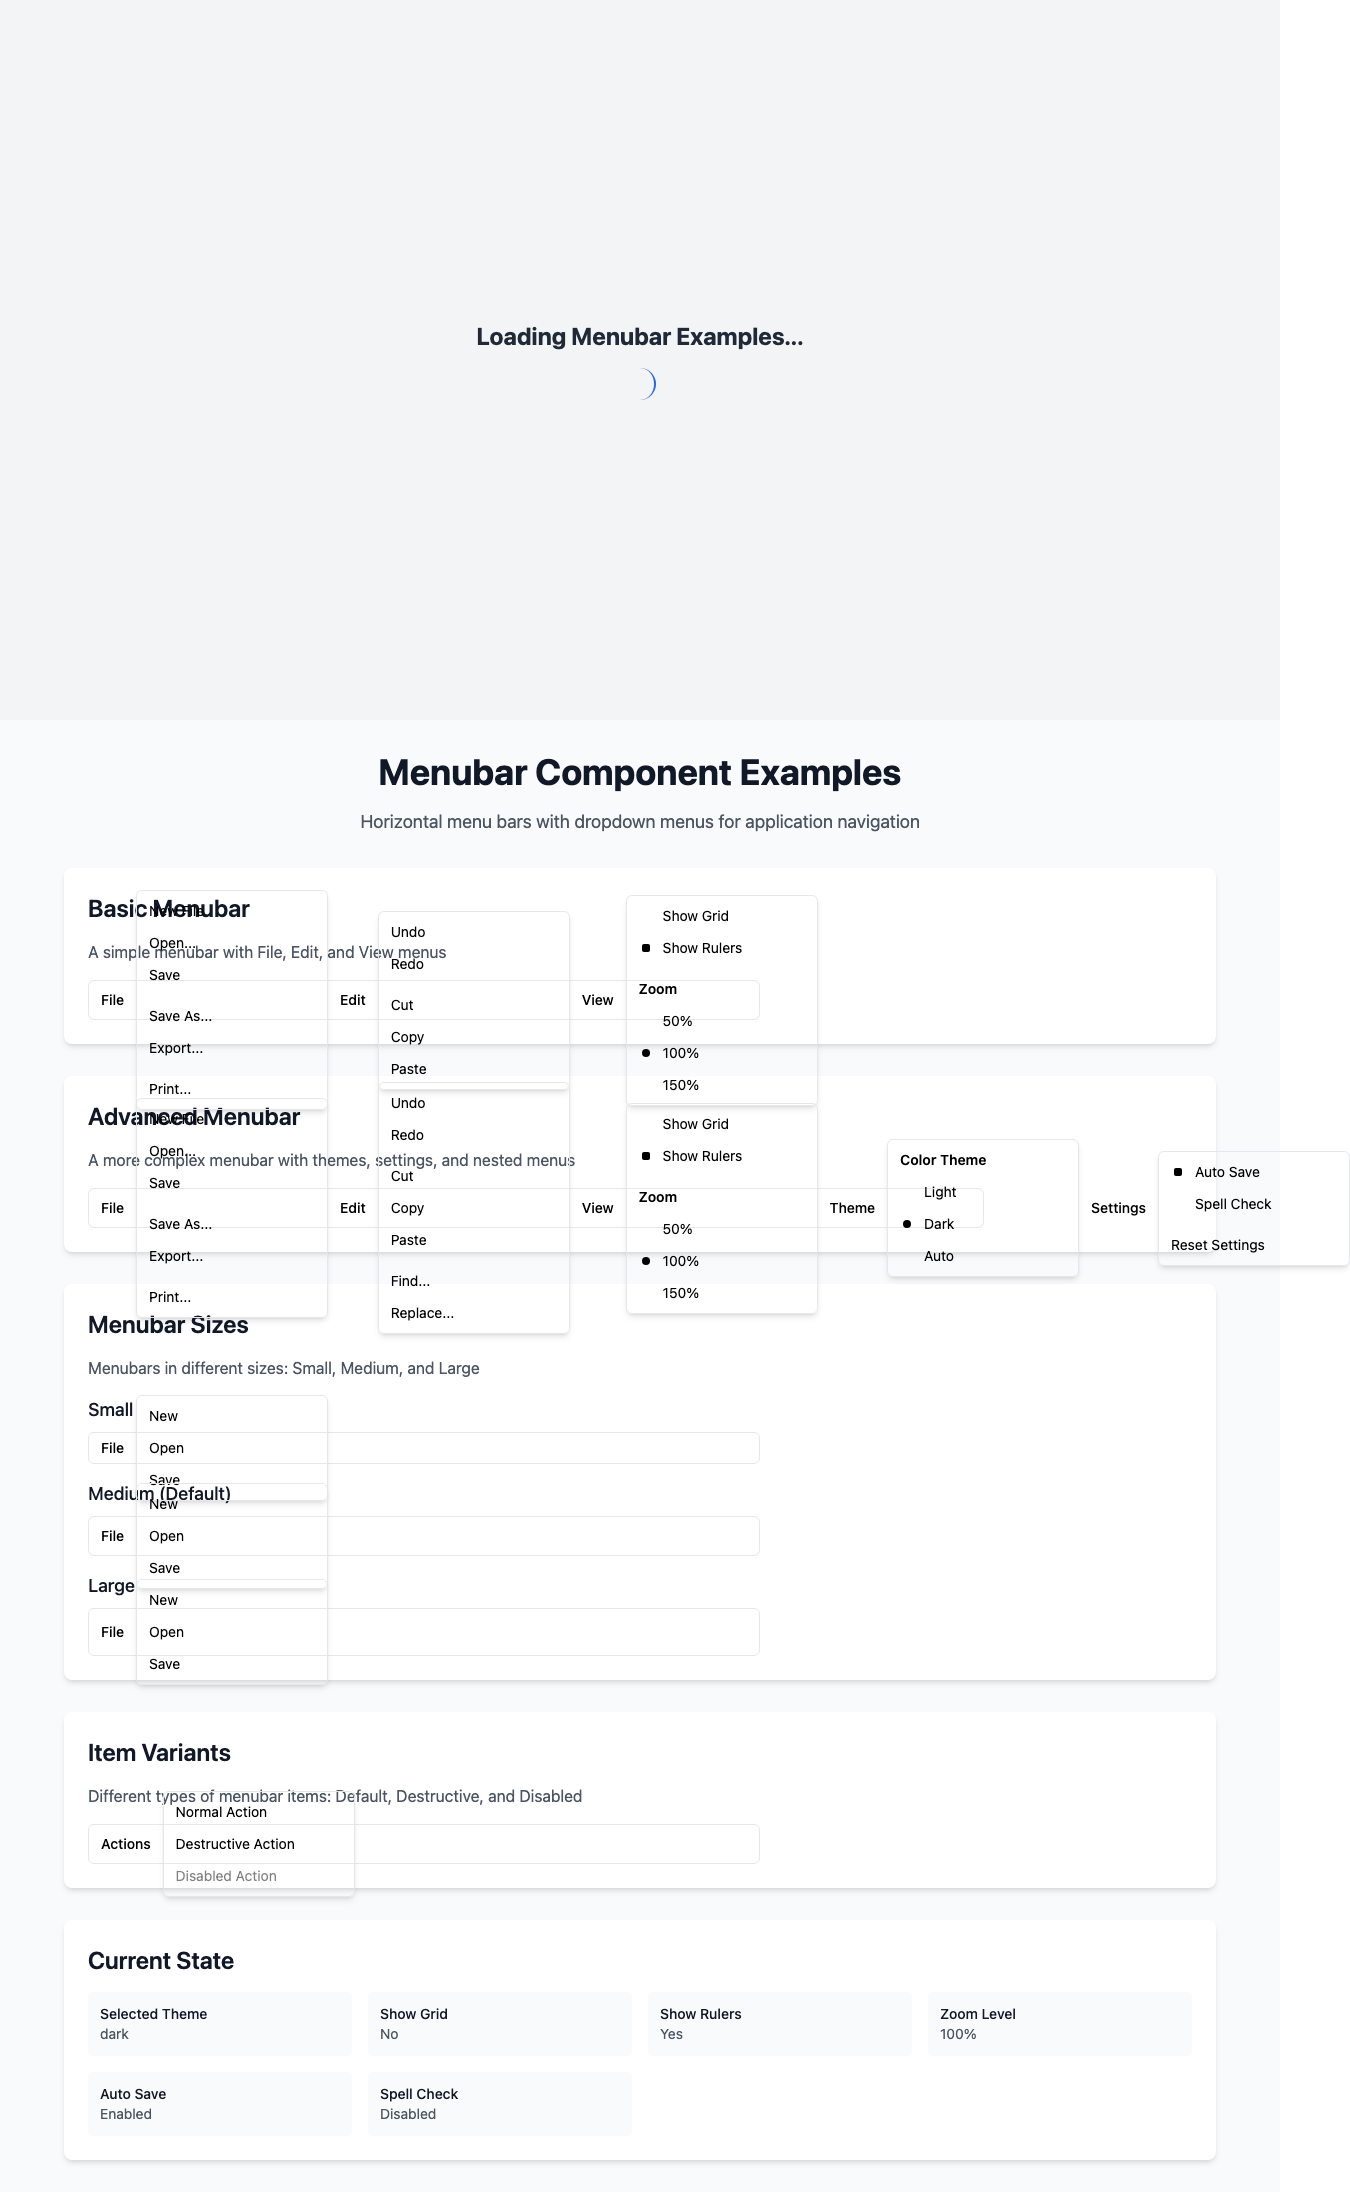 Loading Menubar Examples...
Menubar Component Examples
Horizontal menu bars with dropdown menus for application navigation
Basic Menubar
A simple menubar with File, Edit, and View menus
File
New File
Open...
Save
Save As...
Export...
Print...
Edit
Undo
Redo
Cut
Copy
Paste
View
Show Grid
Show Rulers
Zoom
50%
100%
150%
Advanced Menubar
A more complex menubar with themes, settings, and nested menus
File
New File
Open...
Save
Save As...
Export...
Print...
Edit
Undo
Redo
Cut
Copy
Paste
Find...
Replace...
View
Show Grid
Show Rulers
Zoom
50%
100%
150%
Theme
Color Theme
Light
Dark
Auto
Settings
Auto Save
Spell Check
Reset Settings
Menubar Sizes
Menubars in different sizes: Small, Medium, and Large
Small
File
New
Open
Save
Medium (Default)
File
New
Open
Save
Large
File
New
Open
Save
Item Variants
Different types of menubar items: Default, Destructive, and Disabled
Actions
Normal Action
Destructive Action
Disabled Action
Current State
Selected Theme
dark
Show Grid
No
Show Rulers
Yes
Zoom Level
100%
Auto Save
Enabled
Spell Check
Disabled